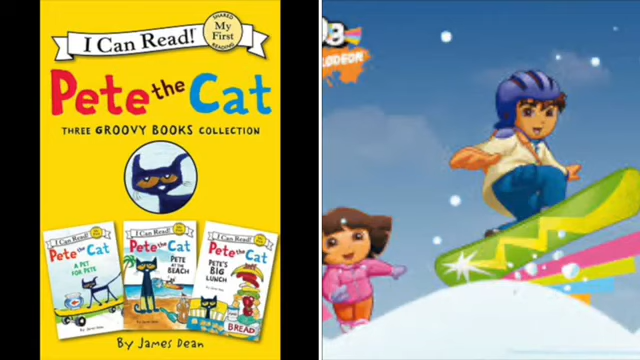 I Can Read!
SHARED
My
First
READING
Pete the Cat
THREE GROOVY BOOKS COLLECTION
I Can Read!
Pete the Cat
A PET
FOR PETE
I Can Read!
Pete the Cat
PETE
AT THE
BEACH
I Can Read!
Pete the Cat
PETE'S
BIG
LUNCH
BREAD
By JAMES DEAN